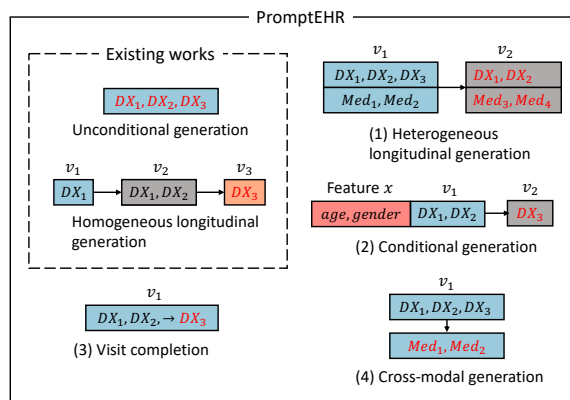 PromptEHR
Existing works
DX₁, DX₂, DX₃
Unconditional generation
v₁ v₂ v₃
DX₁ DX₁, DX₂ DX₃
Homogeneous longitudinal
generation
v₁
DX₁, DX₂, → DX₃
(3) Visit completion
v₁ v₂
DX₁, DX₂, DX₃ DX₁, DX₂
Med₁, Med₂ Med₃, Med₄
(1) Heterogeneous
longitudinal generation
Feature x v₁ v₂
age, gender DX₁, DX₂ DX₃
(2) Conditional generation
v₁
DX₁, DX₂, DX₃
Med₁, Med₂
(4) Cross-modal generation